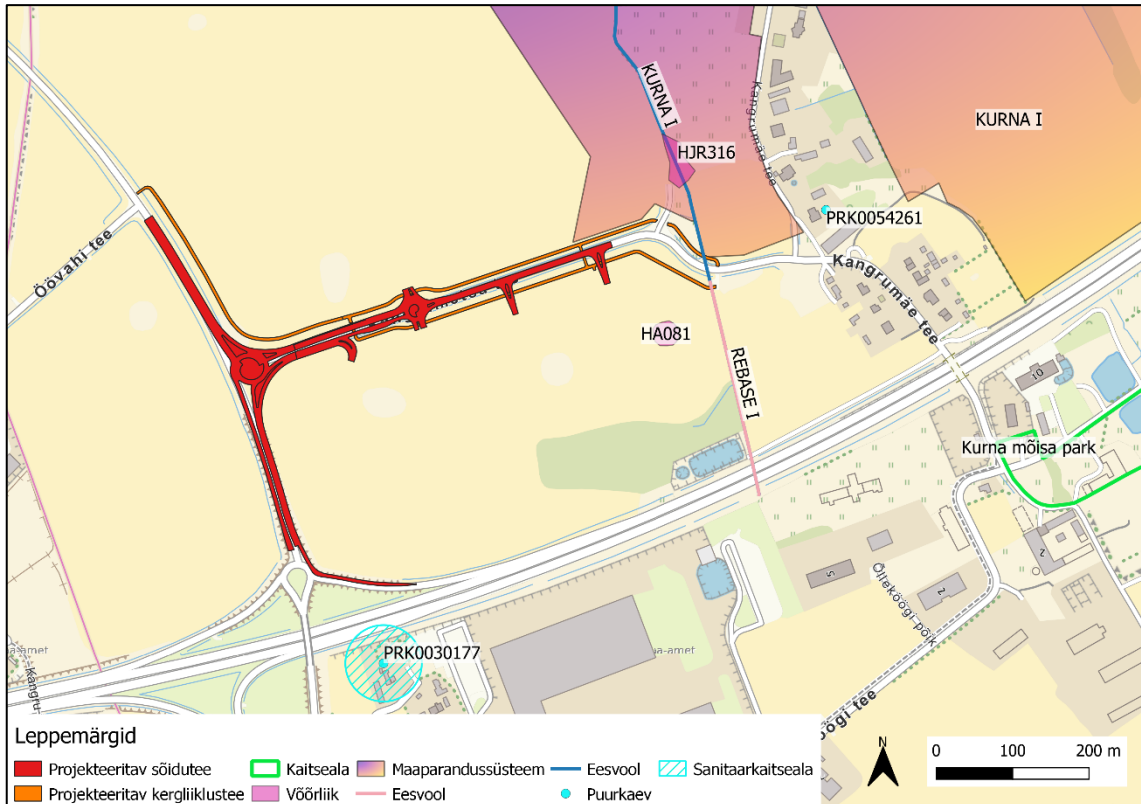 KURNA I
Kangrumäe tee
KURNA I
HJR316
PRK0054261
Öövahi tee
Kangrumäe tee
HA081
REBASE I
10
Kurna mõisa park
5
2
2
Õlleköögi põik
PRK0030177
a-amet
a-amet
Kangru
öögi tee
Leppemärgid
Projekteeritav sõidutee
Kaitseala
Maaparandussüsteem
Eesvool
Sanitaarkaitseala
Projekteeritav kergliiklustee
Võõrliik
Eesvool
Puurkaev
N
0 100 200 m